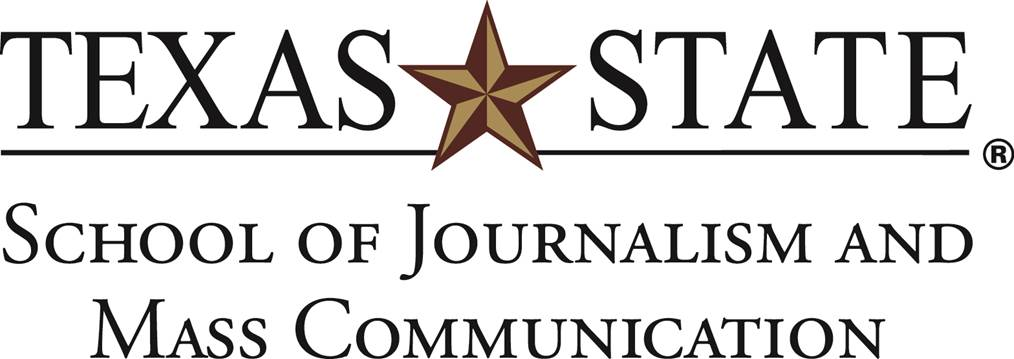 TEXAS STATE ®
SCHOOL OF JOURNALISM AND
MASS COMMUNICATION